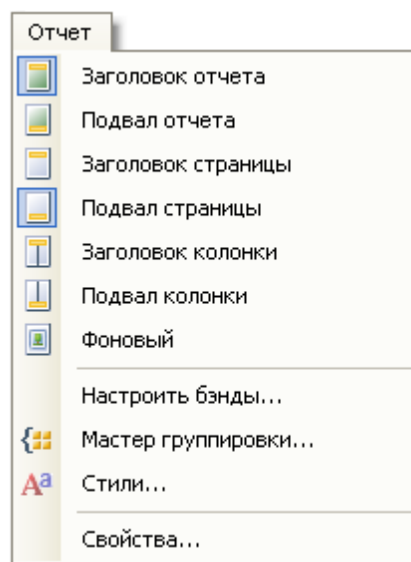 Отчет
Заголовок отчета
Подвал отчета
Заголовок страницы
Подвал страницы
Заголовок колонки
Подвал колонки
Фоновый
Настроить бэнды...
Мастер группировки...
Стили...
Свойства...